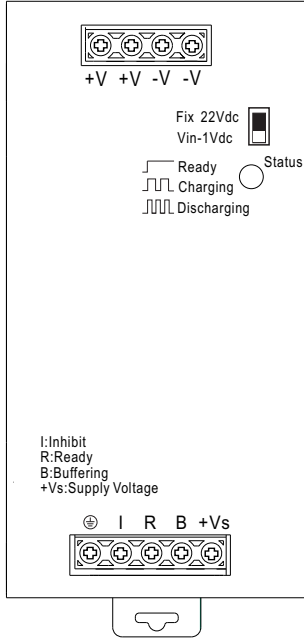 +V +V -V -V
Fix 22Vdc
Vin-1Vdc
Status
Ready
Charging
Discharging
I:Inhibit
R:Ready
B:Buffering
+Vs:Supply Voltage
I R B +Vs